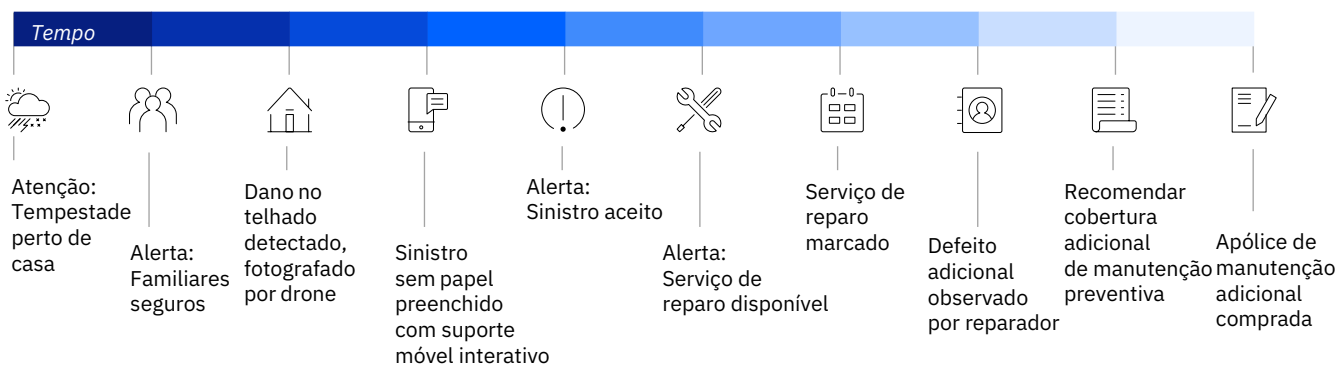 Tempo
Atenção:
Tempestade
perto de
casa
Alerta:
Familiares
seguros
Dano no
telhado
detectado,
fotografado
por drone
Sinistro
sem papel
preenchido
com suporte
móvel interativo
Alerta:
Sinistro aceito
Alerta:
Serviço de
reparo disponível
Serviço de
reparo
marcado
Defeito
adicional
observado
por reparador
Recomendar
cobertura
adicional
de manutenção
preventiva
Apólice de
manutenção
adicional
comprada